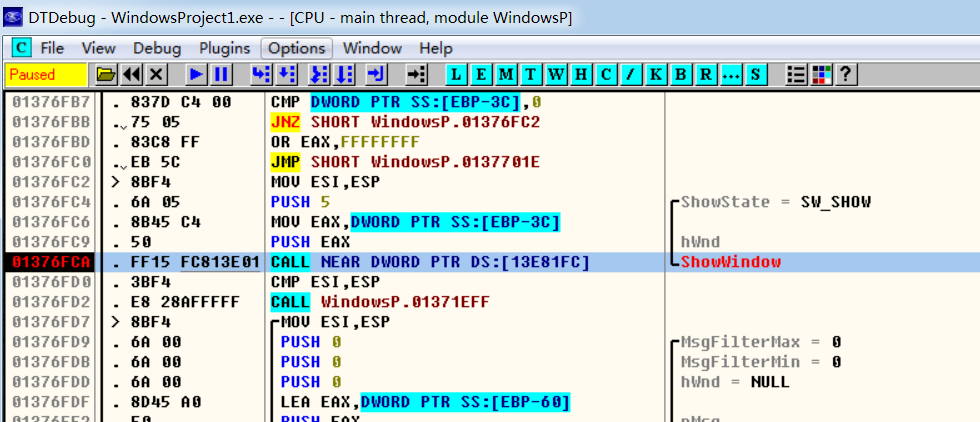 DTDebug - WindowsProject1.exe - - [CPU - main thread, module WindowsP]
C File View Debug Plugins Options Window Help
Paused L E M T W H C / K B R ... S ?
01376FB7 . 837D C4 00 CMP DWORD PTR SS:[EBP-3C],0
01376FBB .⌄ 75 05 JNZ SHORT WindowsP.01376FC2
01376FBD . 83C8 FF OR EAX,FFFFFFFF
01376FC0 .⌄ EB 5C JMP SHORT WindowsP.0137701E
01376FC2 > 8BF4 MOV ESI,ESP
01376FC4 . 6A 05 PUSH 5 ShowState = SW_SHOW
01376FC6 . 8B45 C4 MOV EAX,DWORD PTR SS:[EBP-3C]
01376FC9 . 50 PUSH EAX hWnd
01376FCA . FF15 FC813E01 CALL NEAR DWORD PTR DS:[13E81FC] ShowWindow
01376FD0 . 3BF4 CMP ESI,ESP
01376FD2 . E8 28AFFFFF CALL WindowsP.01371EFF
01376FD7 > 8BF4 MOV ESI,ESP
01376FD9 . 6A 00 PUSH 0 MsgFilterMax = 0
01376FDB . 6A 00 PUSH 0 MsgFilterMin = 0
01376FDD . 6A 00 PUSH 0 hWnd = NULL
01376FDF . 8D45 A0 LEA EAX,DWORD PTR SS:[EBP-60]
01376FE2 . 50 PUSH EAX pMsg